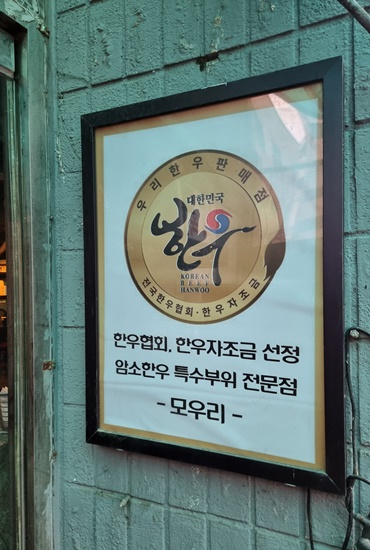 우리한우판매점
대한민국
한우
KOREAN
BEEF
HANWOO
전국한우협회·한우자조금
한우협회. 한우자조금 선정
암소한우 특수부위 전문점
- 모우리 -